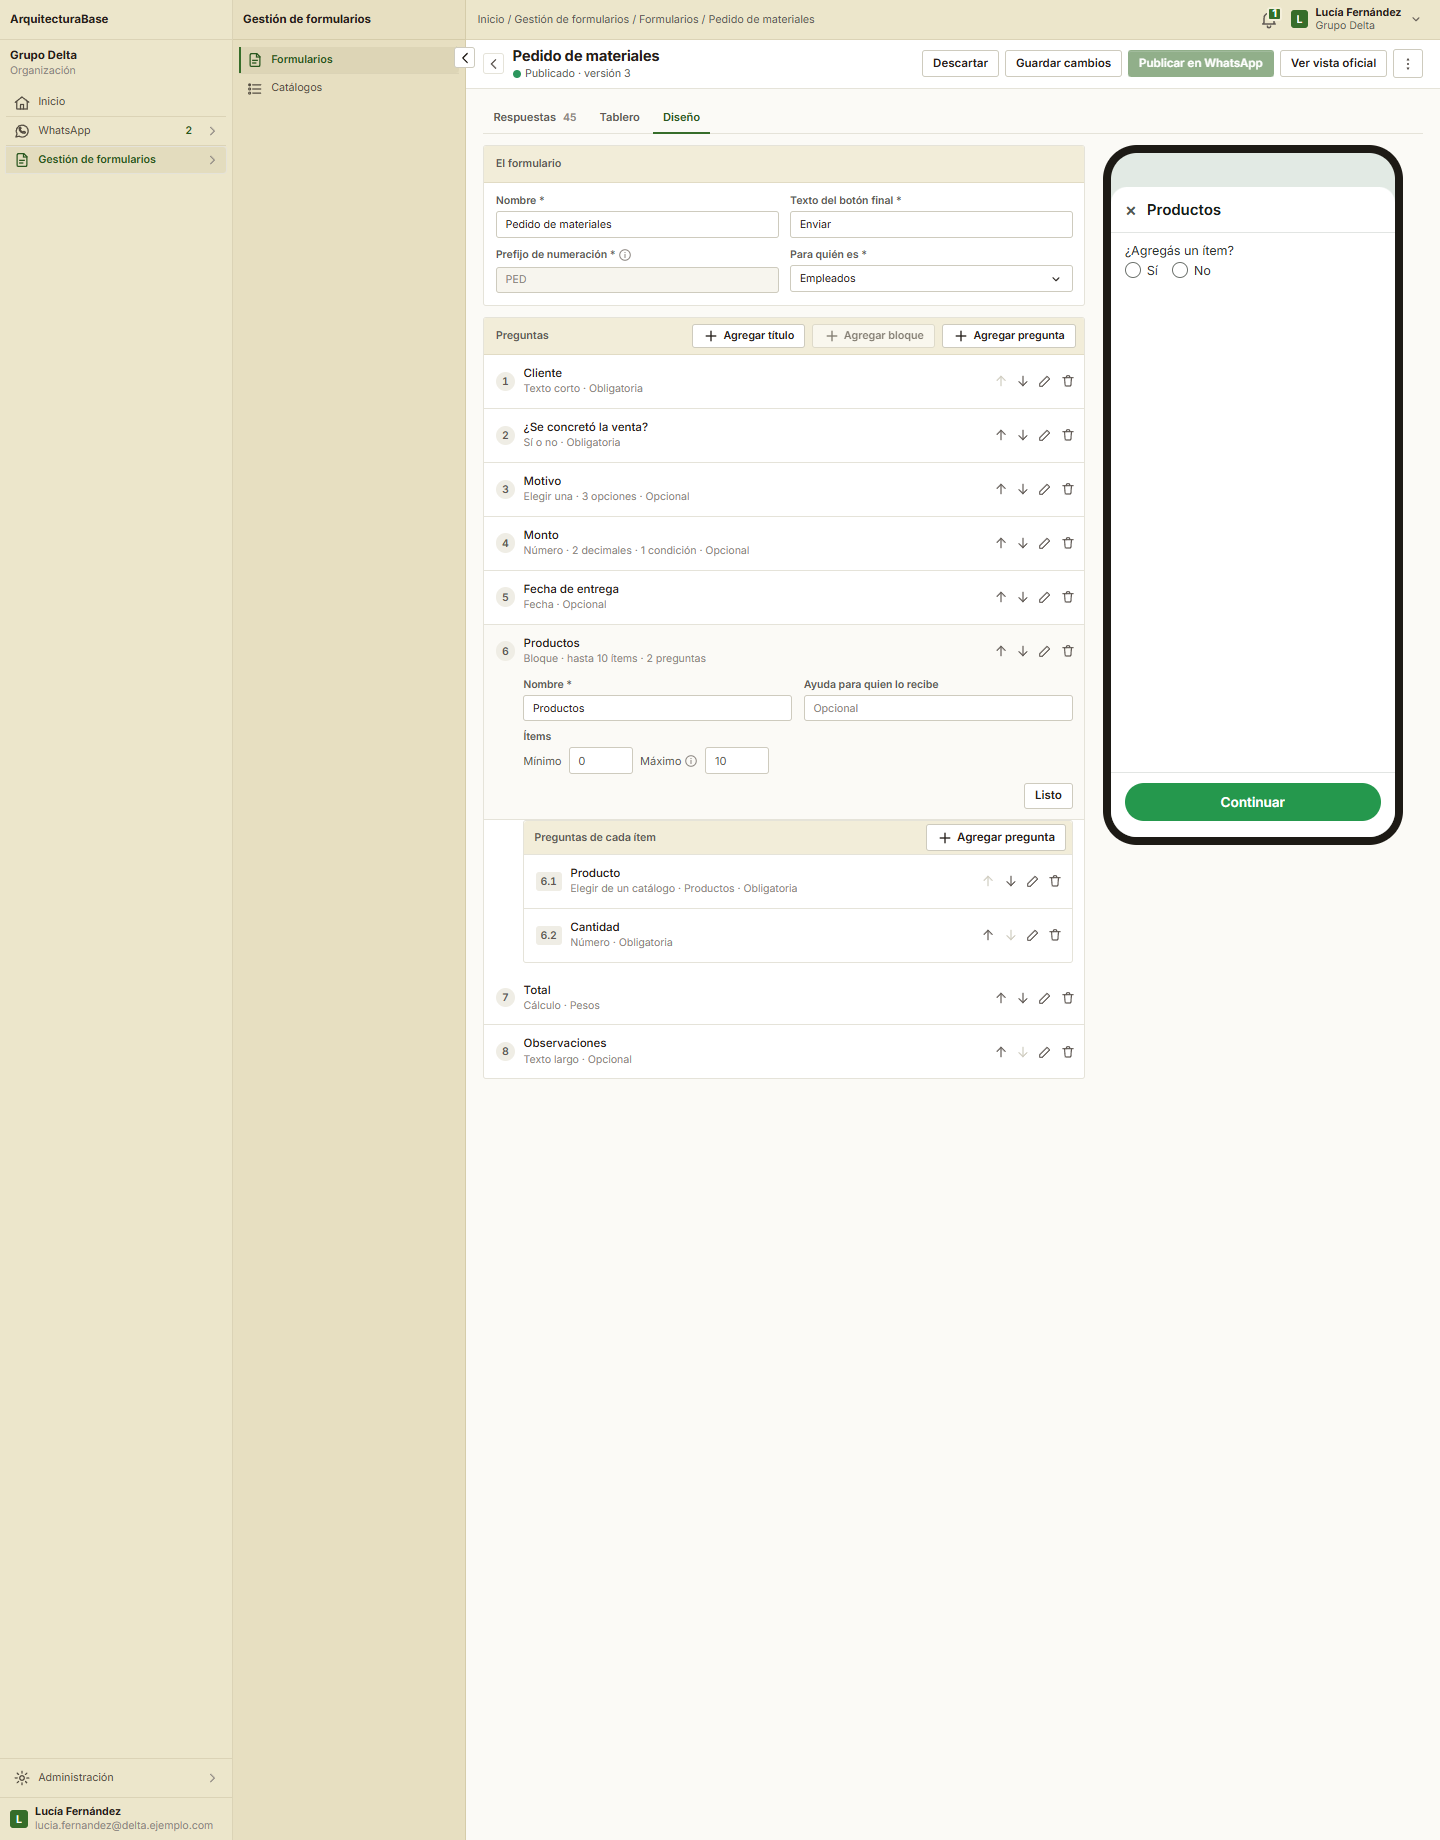 ArquitecturaBase
Grupo Delta
Organización
Inicio
WhatsApp 2
Gestión de formularios
Administración
L Lucía Fernández
lucia.fernandez@delta.ejemplo.com
Gestión de formularios
Formularios
Catálogos
Inicio / Gestión de formularios / Formularios / Pedido de materiales
1
L Lucía Fernández
Grupo Delta
Pedido de materiales
Publicado · versión 3
Descartar
Guardar cambios
Publicar en WhatsApp
Ver vista oficial
Respuestas 45 Tablero Diseño
El formulario
Nombre * Texto del botón final *
Pedido de materiales Enviar
Prefijo de numeración * Para quién es *
PED Empleados
Preguntas Agregar título Agregar bloque Agregar pregunta
1 Cliente
Texto corto · Obligatoria
2 ¿Se concretó la venta?
Sí o no · Obligatoria
3 Motivo
Elegir una · 3 opciones · Opcional
4 Monto
Número · 2 decimales · 1 condición · Opcional
5 Fecha de entrega
Fecha · Opcional
6 Productos
Bloque · hasta 10 ítems · 2 preguntas
Nombre * Ayuda para quien lo recibe
Productos Opcional
Ítems
Mínimo 0 Máximo 10
Listo
Preguntas de cada ítem Agregar pregunta
6.1 Producto
Elegir de un catálogo · Productos · Obligatoria
6.2 Cantidad
Número · Obligatoria
7 Total
Cálculo · Pesos
8 Observaciones
Texto largo · Opcional
Productos
¿Agregás un ítem?
Sí No
Continuar